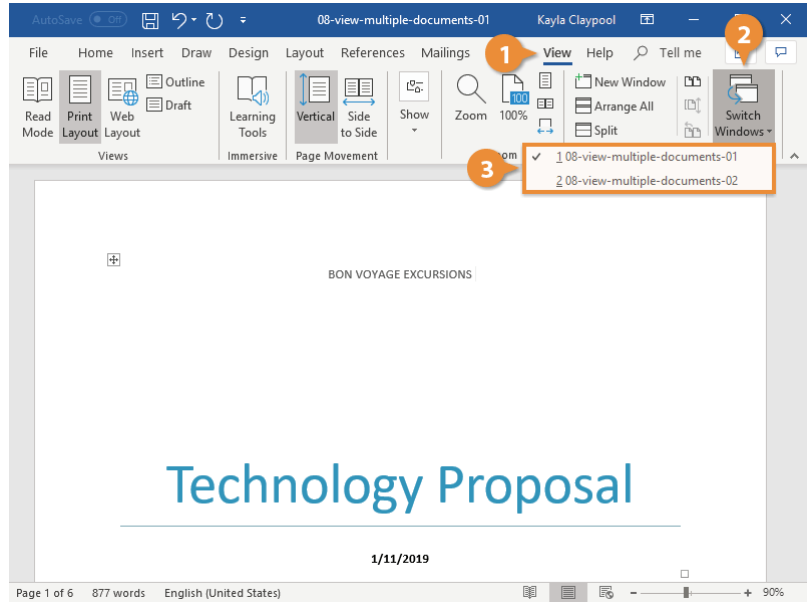 AutoSave Off 08-view-multiple-documents-01 Kayla Claypool
File Home Insert Draw Design Layout References Mailings 1 View Help Tell me 2
Read Mode
Print Layout
Web Layout
Outline
Draft
Views
Learning Tools
Immersive
Vertical
Side to Side
Page Movement
Show
Zoom
100
100%
New Window
Arrange All
Split
Switch Windows
3
1 08-view-multiple-documents-01
2 08-view-multiple-documents-02
BON VOYAGE EXCURSIONS
Technology Proposal
1/11/2019
Page 1 of 6 877 words English (United States) 90%